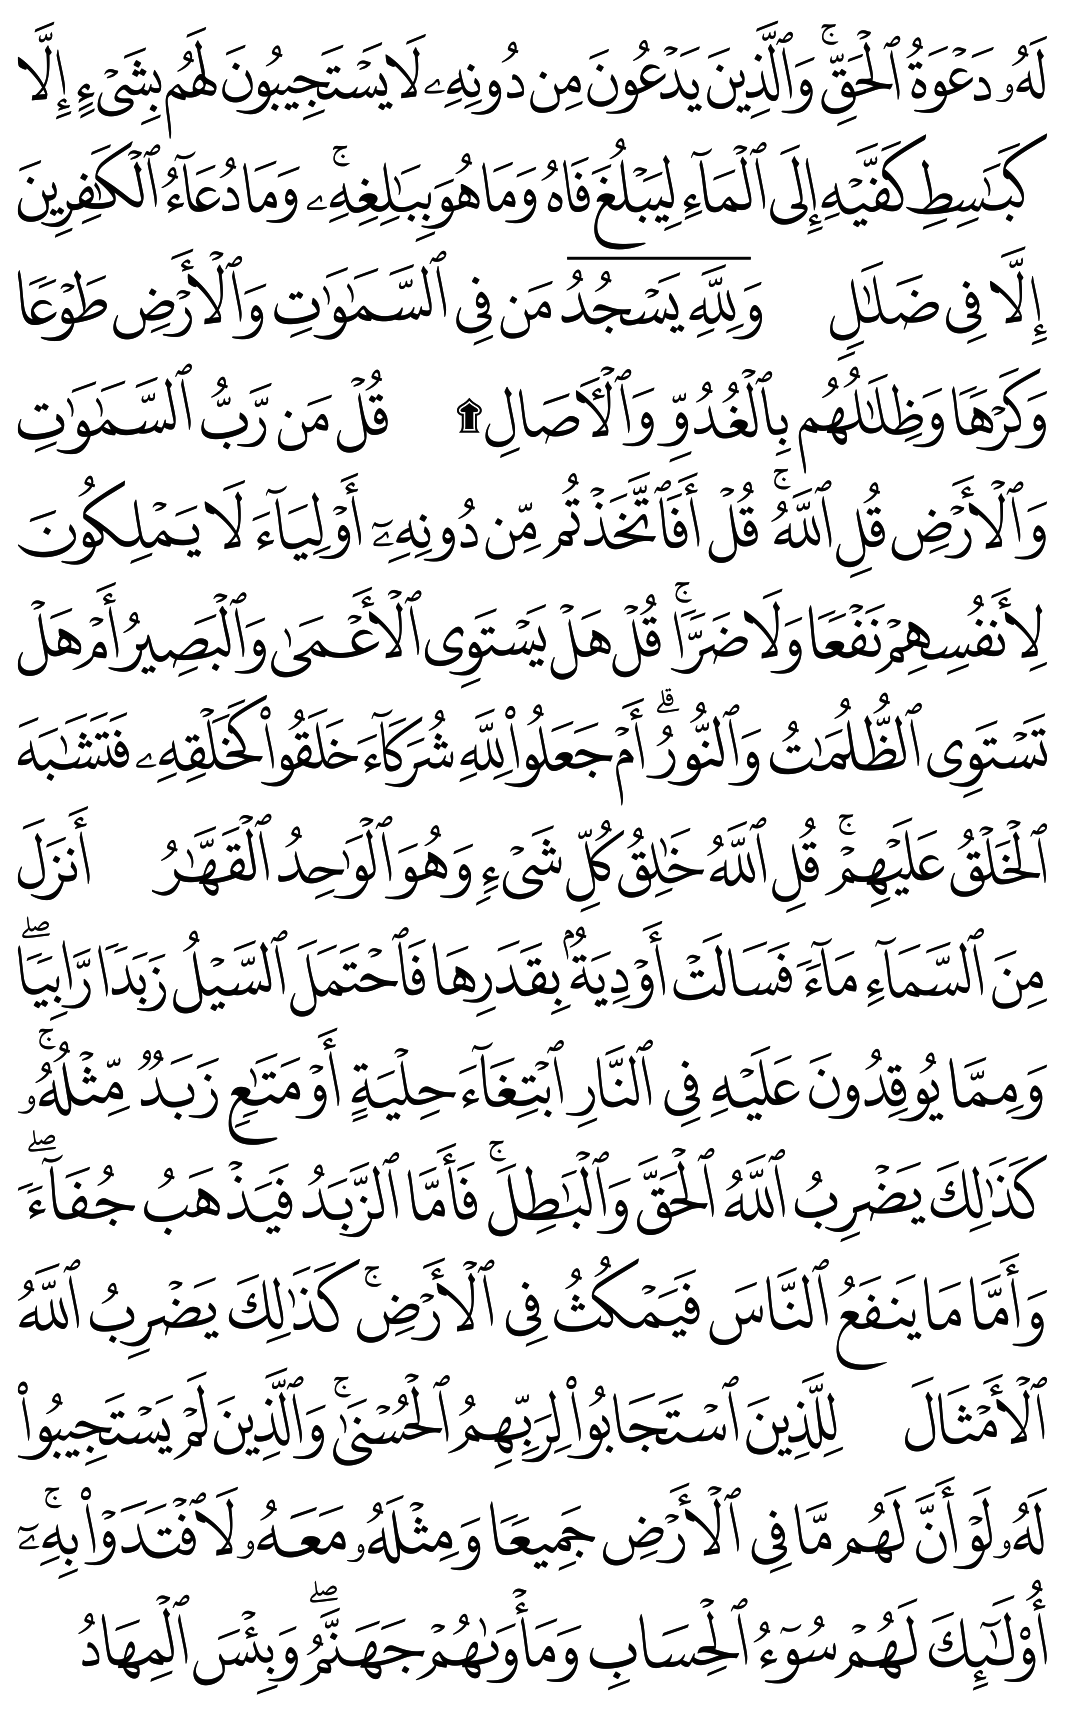 لَهُۥ دَعْوَةُ ٱلْحَقِّ ۚ وَٱلَّذِينَ يَدْعُونَ مِن دُونِهِۦ لَا يَسْتَجِيبُونَ لَهُم بِشَىْءٍ إِلَّا
كَبَـٰسِطِ كَفَّيْهِ إِلَى ٱلْمَآءِ لِيَبْلُغَ فَاهُ وَمَا هُوَ بِبَـٰلِغِهِۦ ۚ وَمَا دُعَآءُ ٱلْكَـٰفِرِينَ
إِلَّا فِى ضَلَـٰلٍ وَلِلَّهِ يَسْجُدُ مَن فِى ٱلسَّمَـٰوَٰتِ وَٱلْأَرْضِ طَوْعًا
وَكَرْهًا وَظِلَـٰلُهُم بِٱلْغُدُوِّ وَٱلْـَٔاصَالِ ۩ قُلْ مَن رَّبُّ ٱلسَّمَـٰوَٰتِ
وَٱلْأَرْضِ قُلِ ٱللَّهُ ۚ قُلْ أَفَٱتَّخَذْتُم مِّن دُونِهِۦٓ أَوْلِيَآءَ لَا يَمْلِكُونَ
لِأَنفُسِهِمْ نَفْعًا وَلَا ضَرًّا ۚ قُلْ هَلْ يَسْتَوِى ٱلْأَعْمَىٰ وَٱلْبَصِيرُ أَمْ هَلْ
تَسْتَوِى ٱلظُّلُمَـٰتُ وَٱلنُّورُ ۗ أَمْ جَعَلُوا۟ لِلَّهِ شُرَكَآءَ خَلَقُوا۟ كَخَلْقِهِۦ فَتَشَـٰبَهَ
ٱلْخَلْقُ عَلَيْهِمْ ۚ قُلِ ٱللَّهُ خَـٰلِقُ كُلِّ شَىْءٍ وَهُوَ ٱلْوَٰحِدُ ٱلْقَهَّـٰرُ أَنزَلَ
مِنَ ٱلسَّمَآءِ مَآءً فَسَالَتْ أَوْدِيَةٌۢ بِقَدَرِهَا فَٱحْتَمَلَ ٱلسَّيْلُ زَبَدًا رَّابِيًا ۖ
وَمِمَّا يُوقِدُونَ عَلَيْهِ فِى ٱلنَّارِ ٱبْتِغَآءَ حِلْيَةٍ أَوْ مَتَـٰعٍ زَبَدٌ مِّثْلُهُۥ ۚ
كَذَٰلِكَ يَضْرِبُ ٱللَّهُ ٱلْحَقَّ وَٱلْبَـٰطِلَ ۚ فَأَمَّا ٱلزَّبَدُ فَيَذْهَبُ جُفَآءً ۖ
وَأَمَّا مَا يَنفَعُ ٱلنَّاسَ فَيَمْكُثُ فِى ٱلْأَرْضِ ۚ كَذَٰلِكَ يَضْرِبُ ٱللَّهُ
ٱلْأَمْثَالَ لِلَّذِينَ ٱسْتَجَابُوا۟ لِرَبِّهِمُ ٱلْحُسْنَىٰ ۚ وَٱلَّذِينَ لَمْ يَسْتَجِيبُوا۟
لَهُۥ لَوْ أَنَّ لَهُم مَّا فِى ٱلْأَرْضِ جَمِيعًا وَمِثْلَهُۥ مَعَهُۥ لَٱفْتَدَوْا۟ بِهِۦٓ ۚ
أُو۟لَـٰٓئِكَ لَهُمْ سُوٓءُ ٱلْحِسَابِ وَمَأْوَىٰهُمْ جَهَنَّمُ ۖ وَبِئْسَ ٱلْمِهَادُ